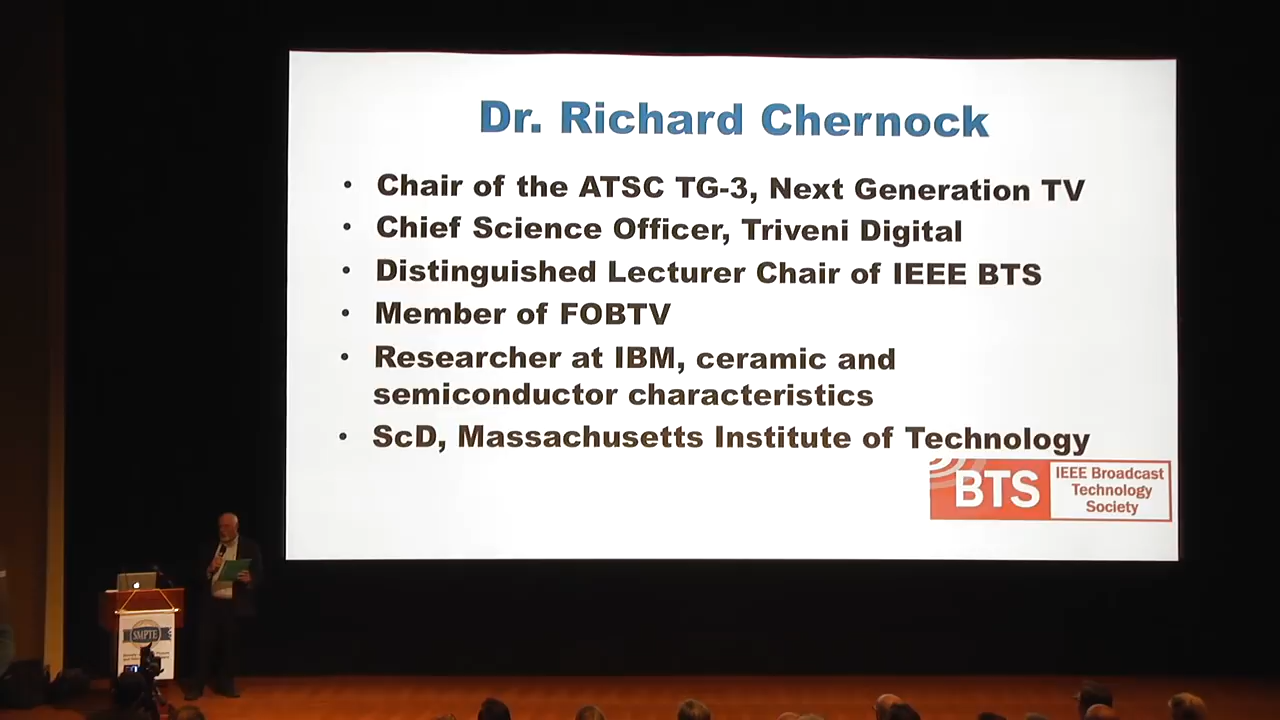 Dr. Richard Chernock
• Chair of the ATSC TG-3, Next Generation TV
• Chief Science Officer, Triveni Digital
• Distinguished Lecturer Chair of IEEE BTS
• Member of FOBTV
• Researcher at IBM, ceramic and
semiconductor characteristics
• ScD, Massachusetts Institute of Technology
BTS
IEEE Broadcast
Technology
Society
SMPTE